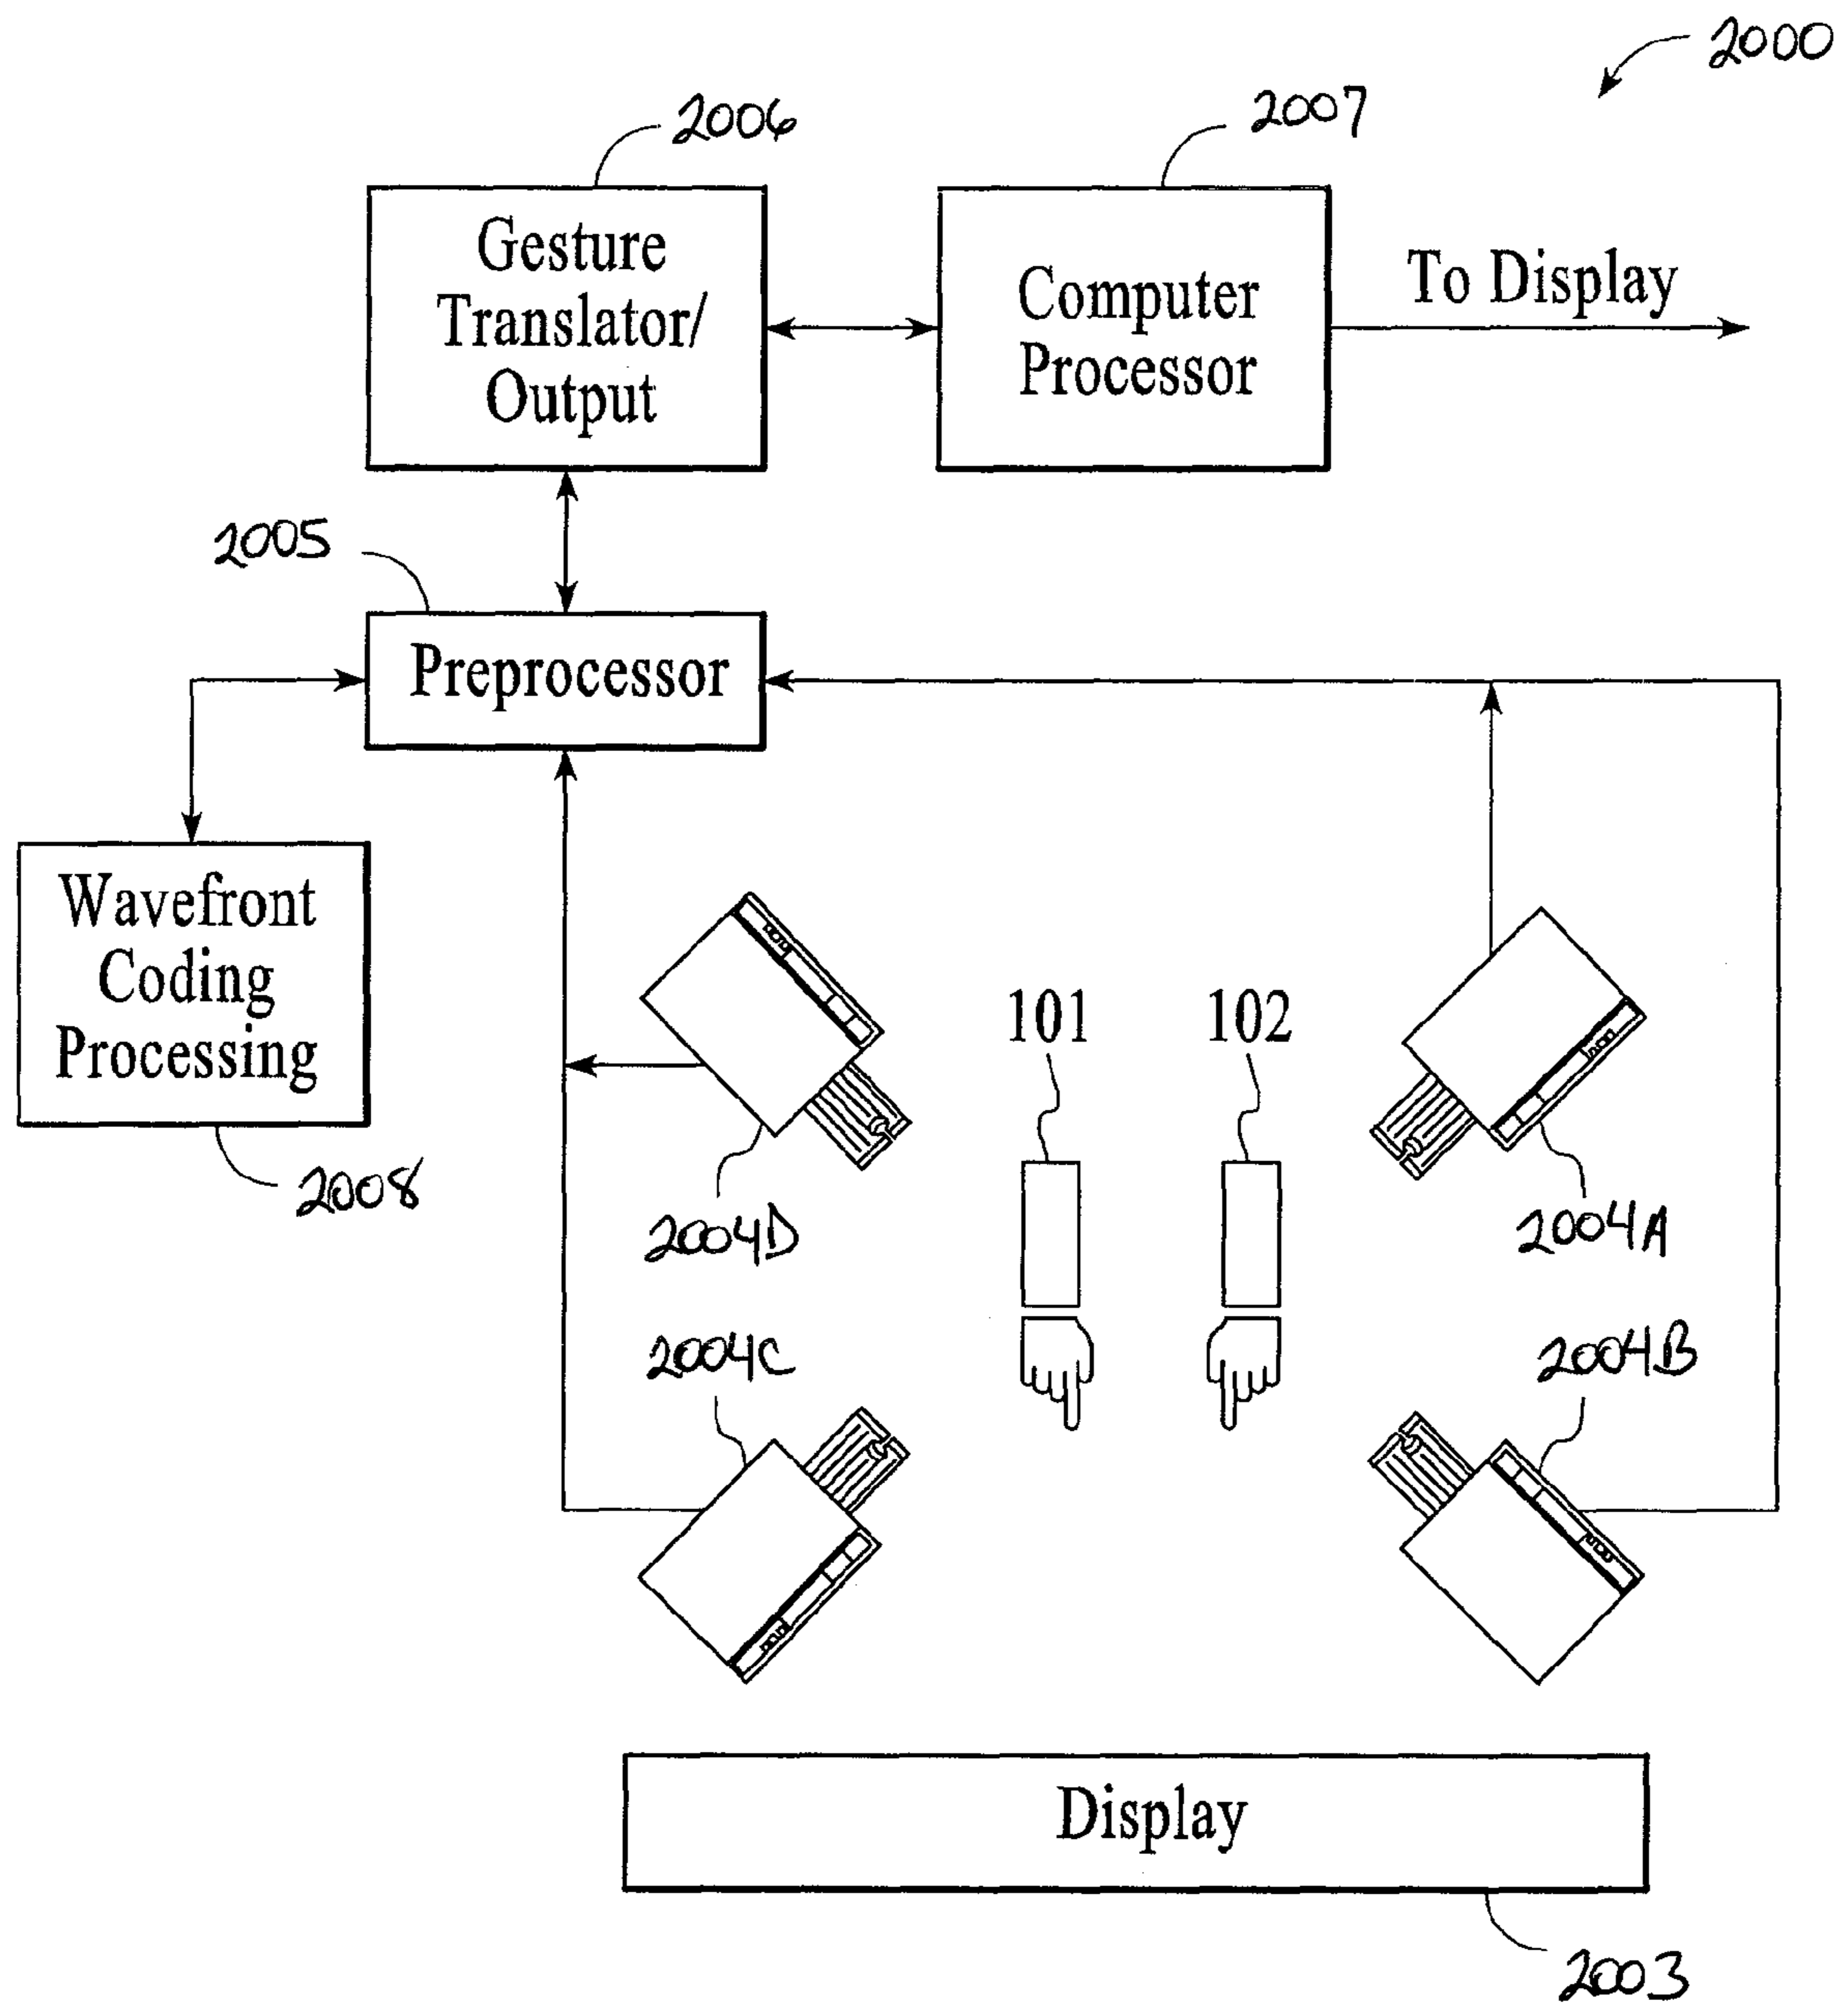 2000
2006
2007
Gesture
Translator/
Output
Computer
Processor
To Display
2005
Preprocessor
Wavefront
Coding
Processing
2008
101
102
2004D
2004A
2004C
2004B
Display
2003